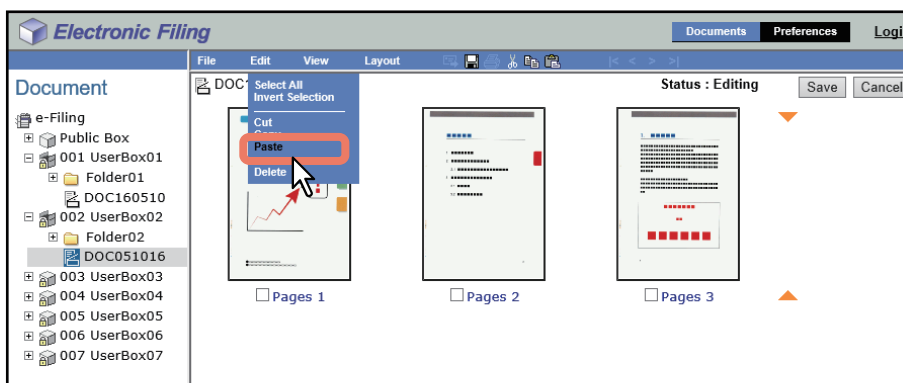 Electronic Filing
Documents Preferences Logi
File Edit View Layout
Document
DOC1
Status : Editing Save Cancel
Select All
Invert Selection
Cut
Copy
Paste
Delete
e-Filing
Public Box
001 UserBox01
Folder01
DOC160510
002 UserBox02
Folder02
DOC051016
003 UserBox03
004 UserBox04
005 UserBox05
006 UserBox06
007 UserBox07
Pages 1 Pages 2 Pages 3